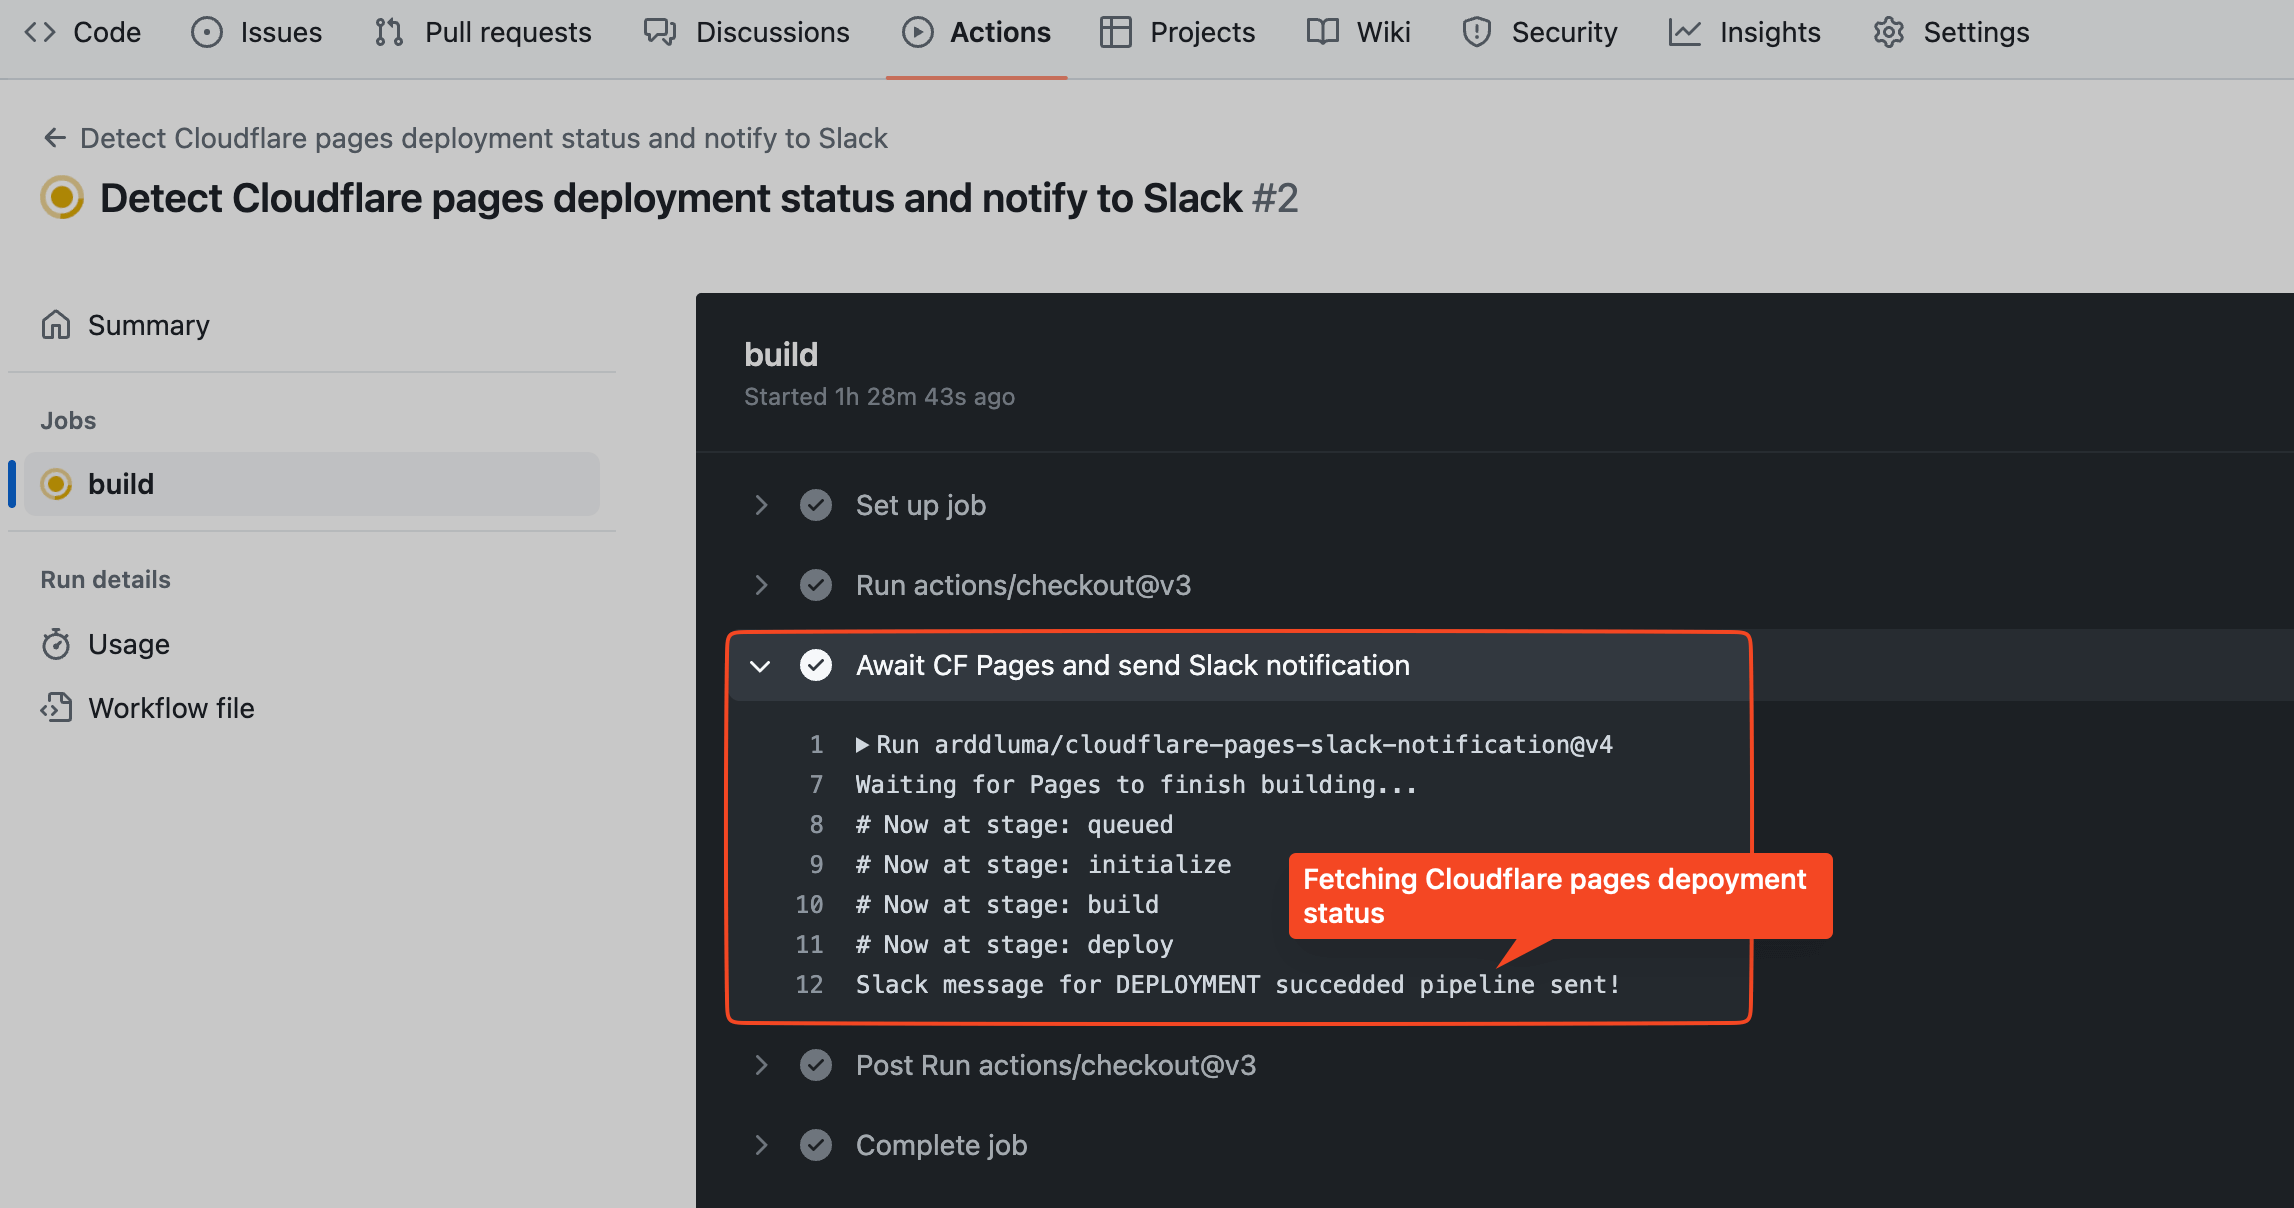 Code Issues Pull requests Discussions Actions Projects Wiki Security Insights Settings
Detect Cloudflare pages deployment status and notify to Slack
Detect Cloudflare pages deployment status and notify to Slack #2
Summary
Jobs
build
Run details
Usage
Workflow file
build
Started 1h 28m 43s ago
Set up job
Run actions/checkout@v3
Await CF Pages and send Slack notification
1 Run arddluma/cloudflare-pages-slack-notification@v4
7 Waiting for Pages to finish building...
8 # Now at stage: queued
9 # Now at stage: initialize
10 # Now at stage: build
11 # Now at stage: deploy
12 Slack message for DEPLOYMENT succedded pipeline sent!
Fetching Cloudflare pages depoyment
status
Post Run actions/checkout@v3
Complete job